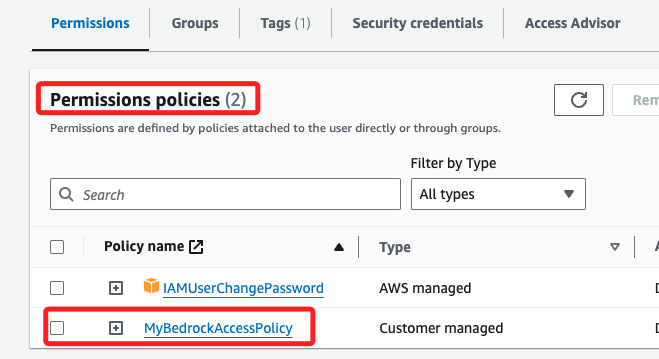 Permissions
Groups
Tags (1)
Security credentials
Access Advisor
Permissions policies (2)
Rem
Permissions are defined by policies attached to the user directly or through groups.
Filter by Type
Search
All types
Policy name
Type
IAMUserChangePassword
AWS managed
MyBedrockAccessPolicy
Customer managed